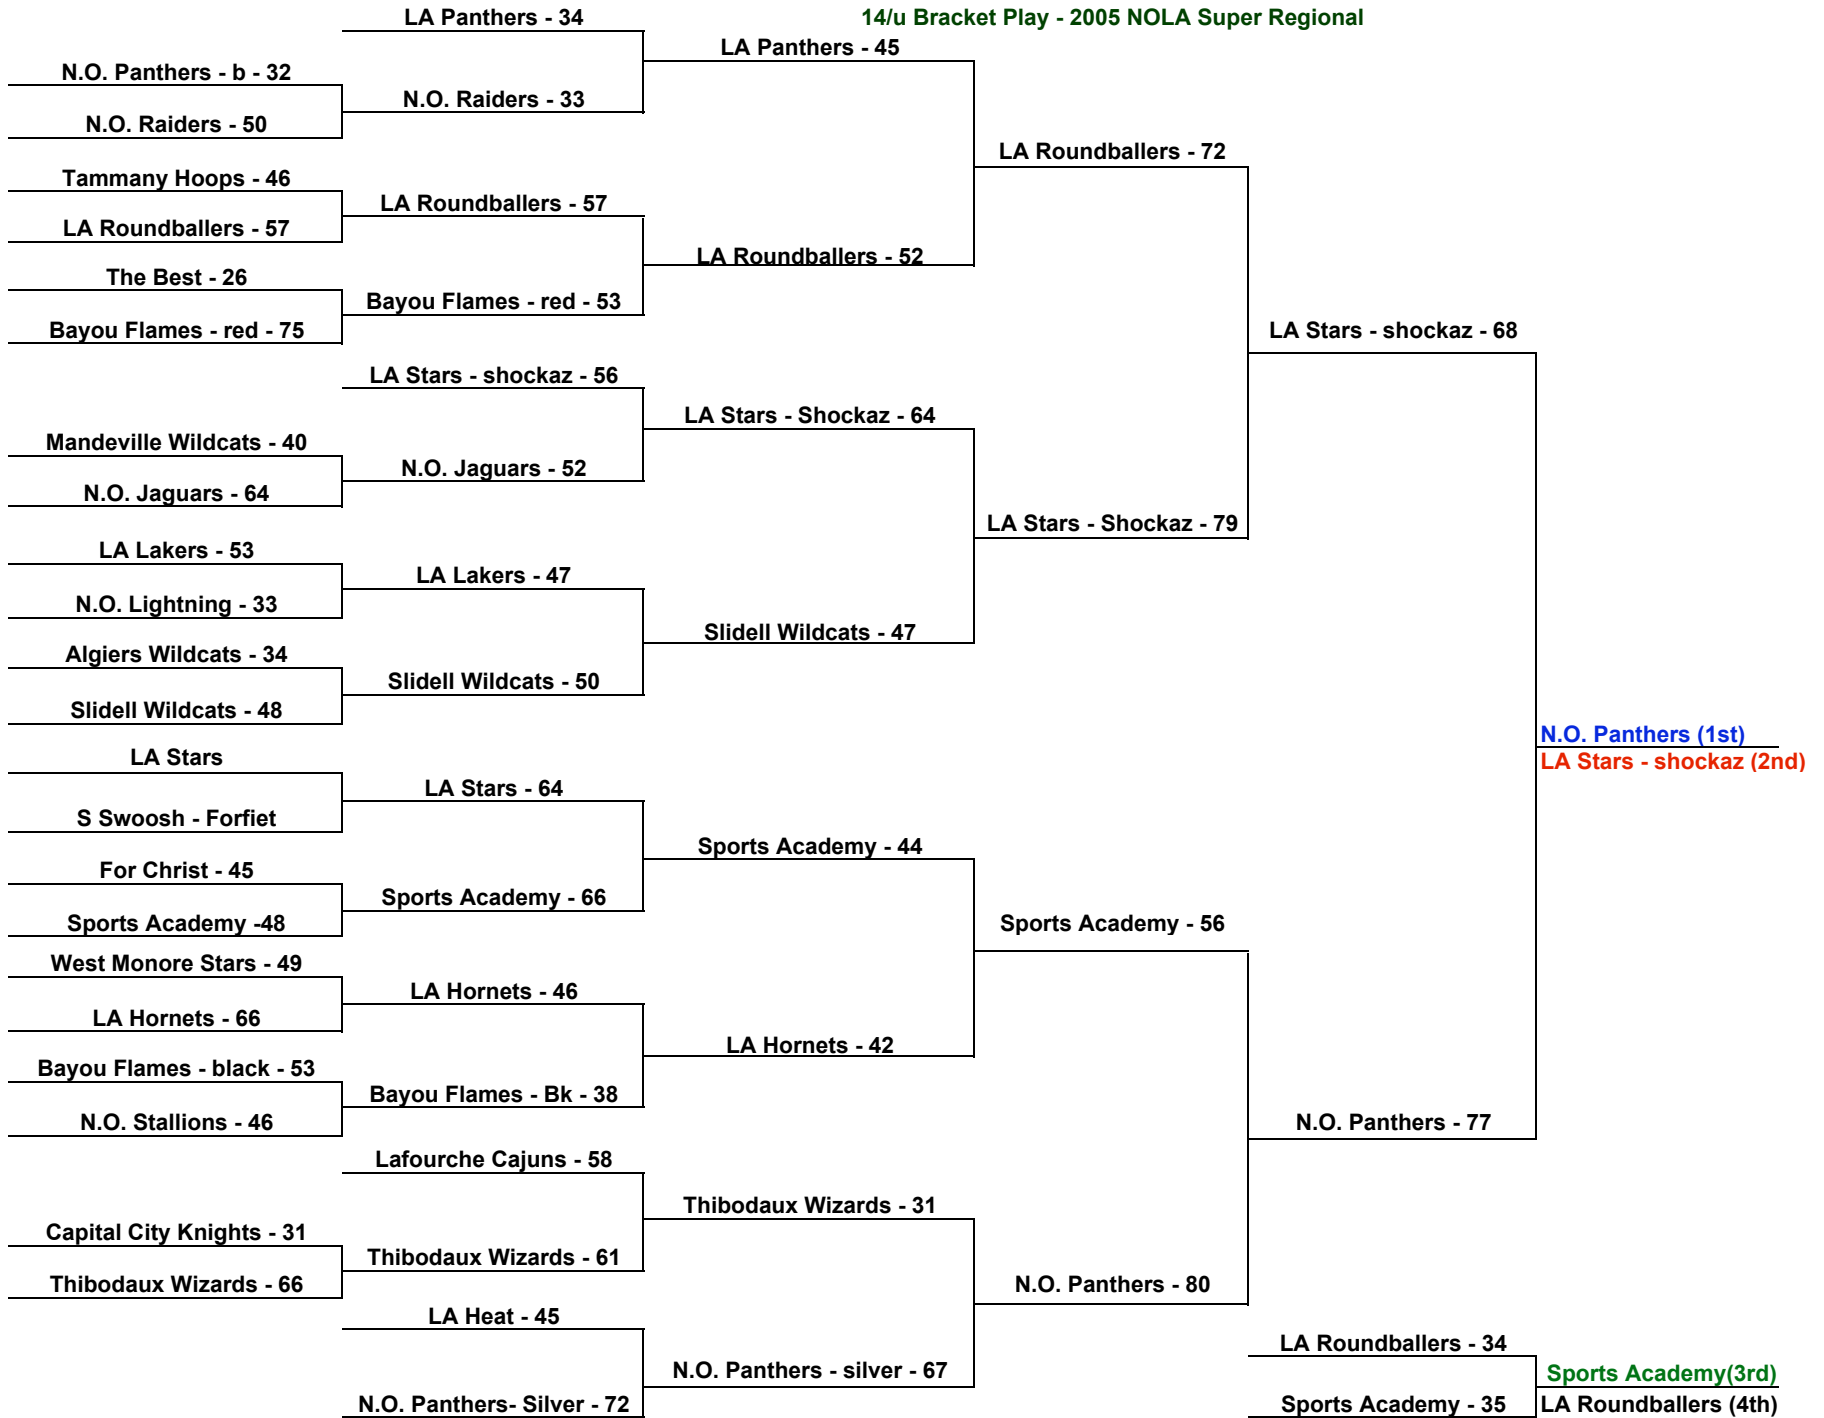 14/u Bracket Play - 2005 NOLA Super Regional
N.O. Panthers - b - 32
N.O. Raiders - 50
Tammany Hoops - 46
LA Roundballers - 57
The Best - 26
Bayou Flames - red - 75
Mandeville Wildcats - 40
N.O. Jaguars - 64
LA Lakers - 53
N.O. Lightning - 33
Algiers Wildcats - 34
Slidell Wildcats - 48
LA Stars
S Swoosh - Forfiet
For Christ - 45
Sports Academy -48
West Monore Stars - 49
LA Hornets - 66
Bayou Flames - black - 53
N.O. Stallions - 46
Capital City Knights - 31
Thibodaux Wizards - 66
LA Panthers - 34
N.O. Raiders - 33
LA Roundballers - 57
Bayou Flames - red - 53
LA Stars - shockaz - 56
N.O. Jaguars - 52
LA Lakers - 47
Slidell Wildcats - 50
LA Stars - 64
Sports Academy - 66
LA Hornets - 46
Bayou Flames - Bk - 38
Lafourche Cajuns - 58
Thibodaux Wizards - 61
LA Heat - 45
N.O. Panthers- Silver - 72
LA Panthers - 45
LA Roundballers - 52
LA Stars - Shockaz - 64
Slidell Wildcats - 47
Sports Academy - 44
LA Hornets - 42
Thibodaux Wizards - 31
N.O. Panthers - silver - 67
LA Roundballers - 72
LA Stars - Shockaz - 79
Sports Academy - 56
N.O. Panthers - 80
LA Stars - shockaz - 68
N.O. Panthers - 77
N.O. Panthers (1st)
LA Stars - shockaz (2nd)
LA Roundballers - 34
Sports Academy - 35
Sports Academy(3rd)
LA Roundballers (4th)